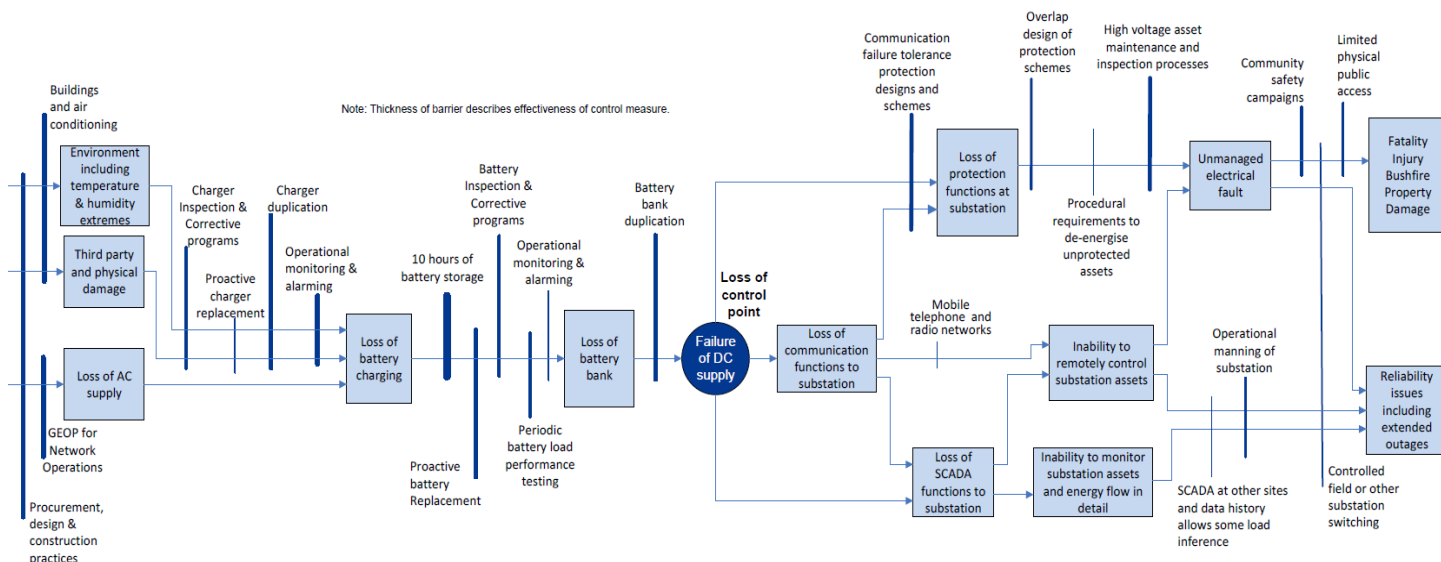 Buildings
and air
conditioning
Note: Thickness of barrier describes effectiveness of control measure.
Environment
including
temperature
& humidity
extremes
Third party
and physical
damage
Loss of AC
supply
GEOP for
Network
Operations
Procurement,
design &
construction
practices
Charger
Inspection &
Corrective
programs
Proactive
charger
replacement
Charger
duplication
Operational
monitoring &
alarming
Loss of
battery
charging
10 hours of
battery storage
Proactive
battery
Replacement
Battery
Inspection &
Corrective
programs
Operational
monitoring &
alarming
Periodic
battery load
performance
testing
Loss of
battery
bank
Battery
bank
duplication
Loss of
control
point
Failure
of DC
supply
Loss of
communication
functions to
substation
Communication
failure tolerance
protection
designs and
schemes
Loss of
protection
functions at
substation
Overlap
design of
protection
schemes
High voltage asset
maintenance and
inspection processes
Procedural
requirements to
de-energise
unprotected
assets
Mobile
telephone and
radio networks
Loss of
SCADA
functions to
substation
Inability to
remotely control
substation assets
Inability to monitor
substation assets
and energy flow in
detail
Unmanaged
electrical
fault
Community
safety
campaigns
Limited
physical
public
access
Operational
manning of
substation
SCADA at other sites
and data history
allows some load
inference
Controlled
field or other
substation
switching
Fatality
Injury
Bushfire
Property
Damage
Reliability
issues
including
extended
outages